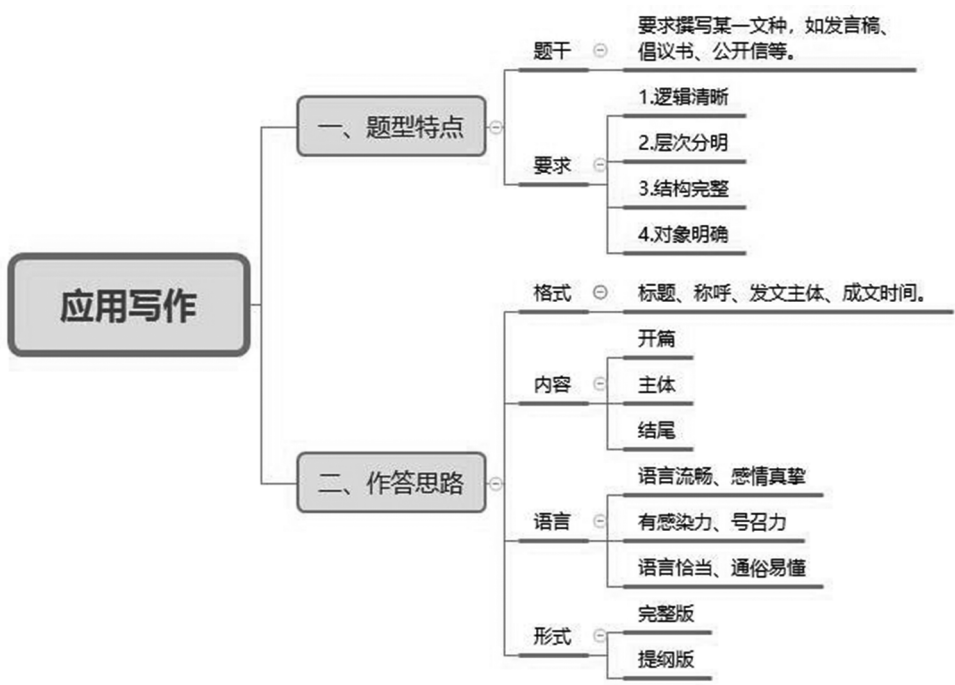 应用写作
一、题型特点
题干
要求撰写某一文种，如发言稿、
倡议书、公开信等。
要求
1.逻辑清晰
2.层次分明
3.结构完整
4.对象明确
二、作答思路
格式
标题、称呼、发文主体、成文时间。
内容
开篇
主体
结尾
语言
语言流畅、感情真挚
有感染力、号召力
语言恰当、通俗易懂
形式
完整版
提纲版